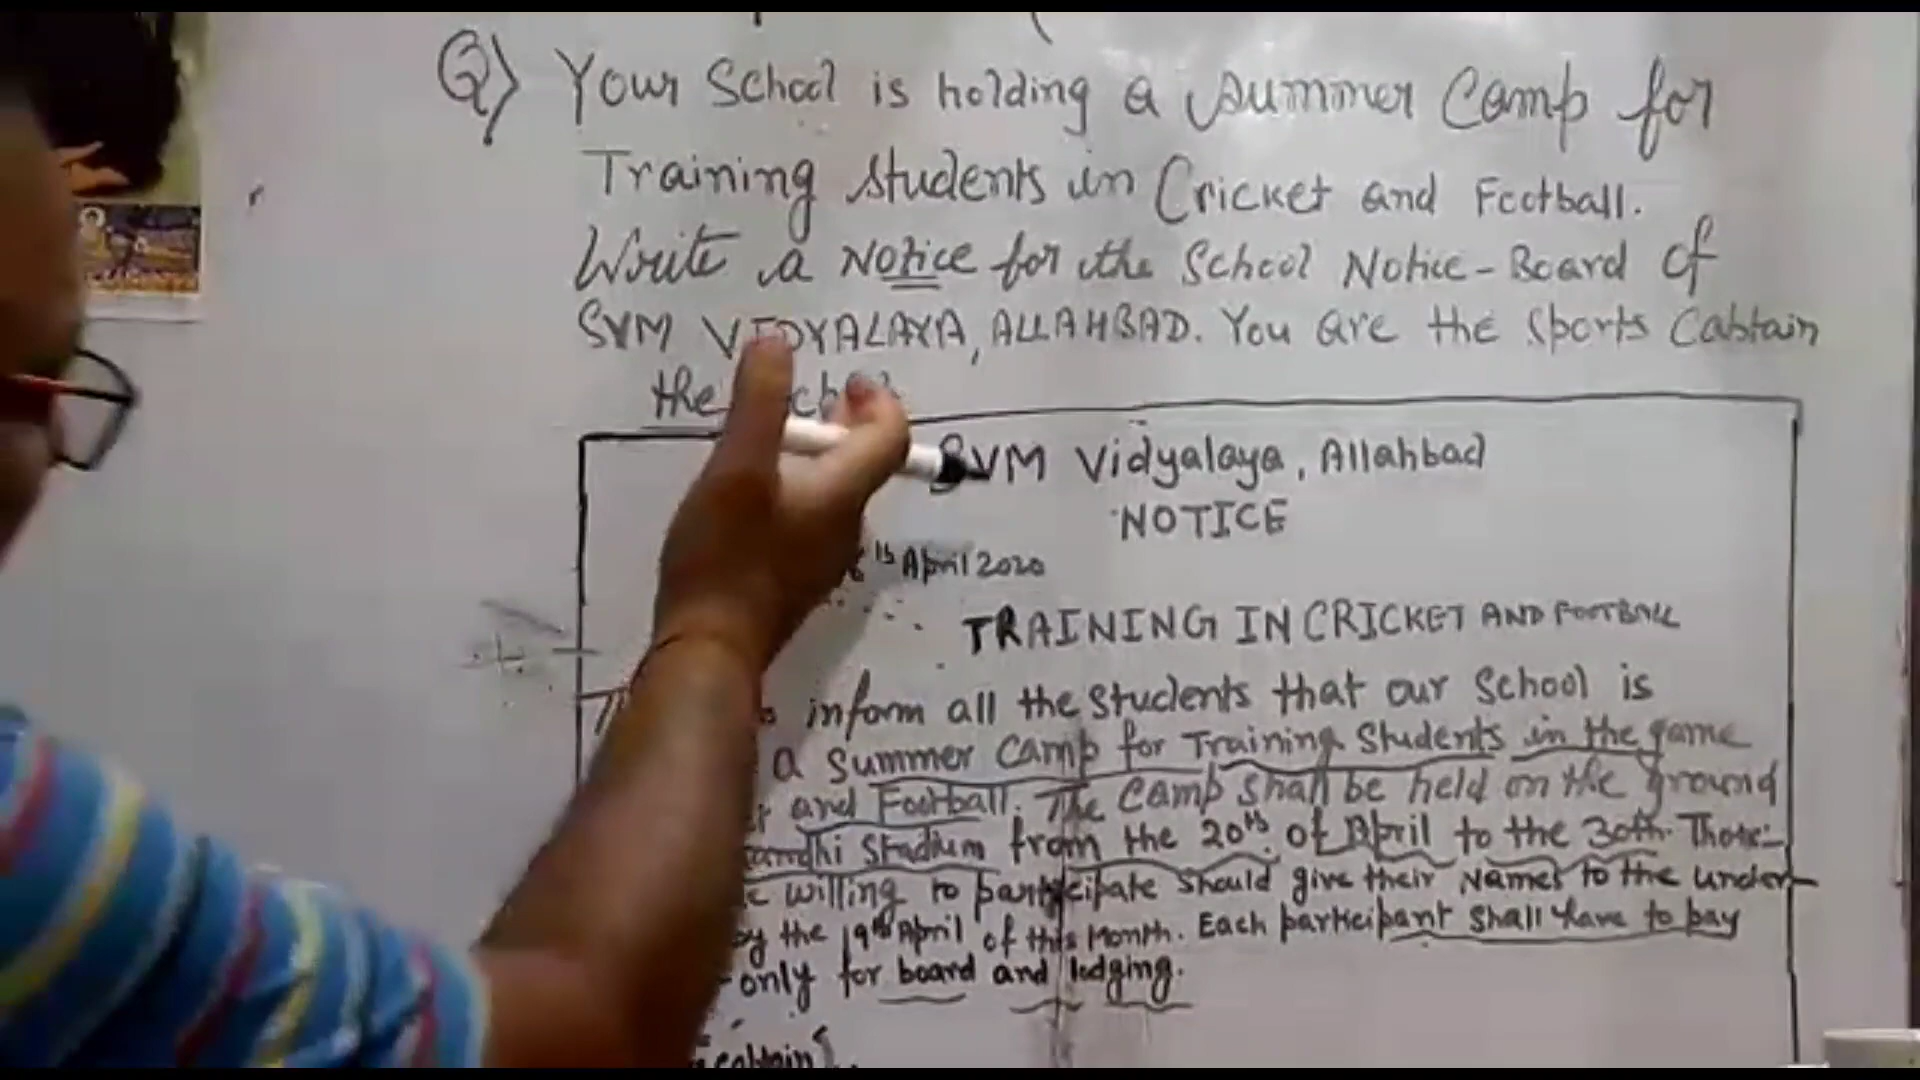 Q) Your School is holding a Summer Camp for
Training students in Cricket and Football.
Write a Notice for the School Notice-Board of
SVM VIDYALAYA, ALLAHBAD. You are the Sports Cabtain
the
SVM Vidyalaya, Allahbad
NOTICE
April 2020
TRAINING IN CRICKET AND FOOTBALL
inform all the Students that our School is
a Summer Camp for Training Students in the game
and Football. The Camp shall be held on the ground
Stadium from the 20th of April to the 30th. Those
willing to participate should give their Names to the under-
by the 19th April of this Month. Each participant shall have to pay
only for board and lodging.
cabtain